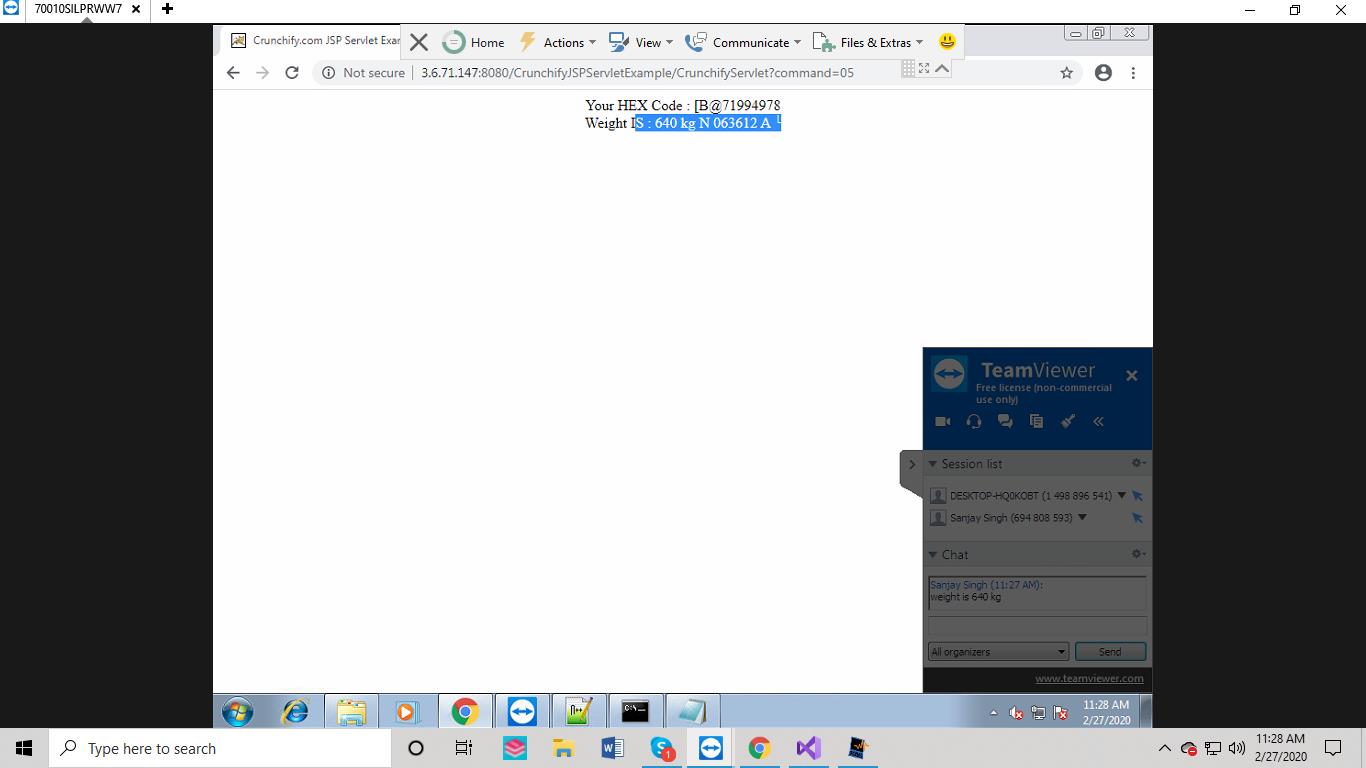 70010SILPRWW7
Crunchify.com JSP Servlet Exar
Home
Actions
View
Communicate
Files & Extras
Not secure
3.6.71.147:8080/CrunchifyJSPServletExample/CrunchifyServlet?command=05
Your HEX Code : [B@71994978
Weight IS : 640 kg N 063612 A └
TeamViewer
Free license (non-commercial
use only)
Session list
DESKTOP-HQ0KOBT (1 498 896 541)
Sanjay Singh (694 808 593)
Chat
Sanjay Singh (11:27 AM):
weight is 640 kg
All organizers
Send
www.teamviewer.com
11:28 AM
2/27/2020
Type here to search
1
11:28 AM
2/27/2020